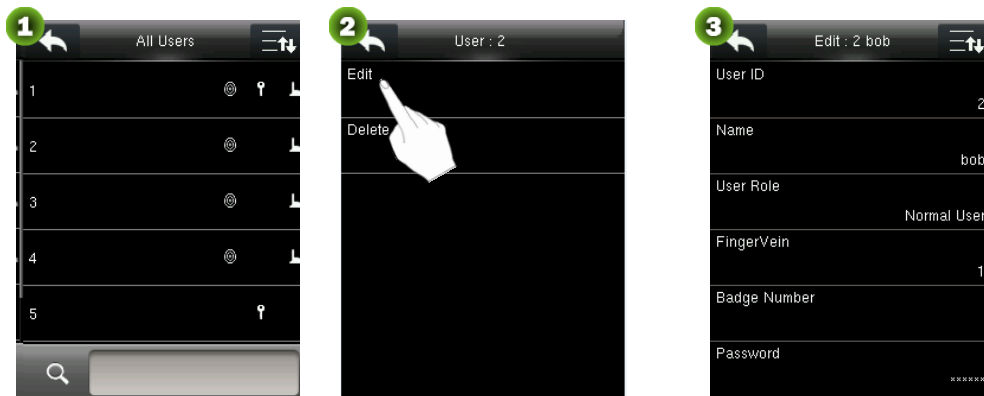 1
All Users
1
2
3
4
5
2
User : 2
Edit
Delete
3
Edit : 2 bob
User ID
2
Name
bob
User Role
Normal User
FingerVein
1
Badge Number
Password
××××××